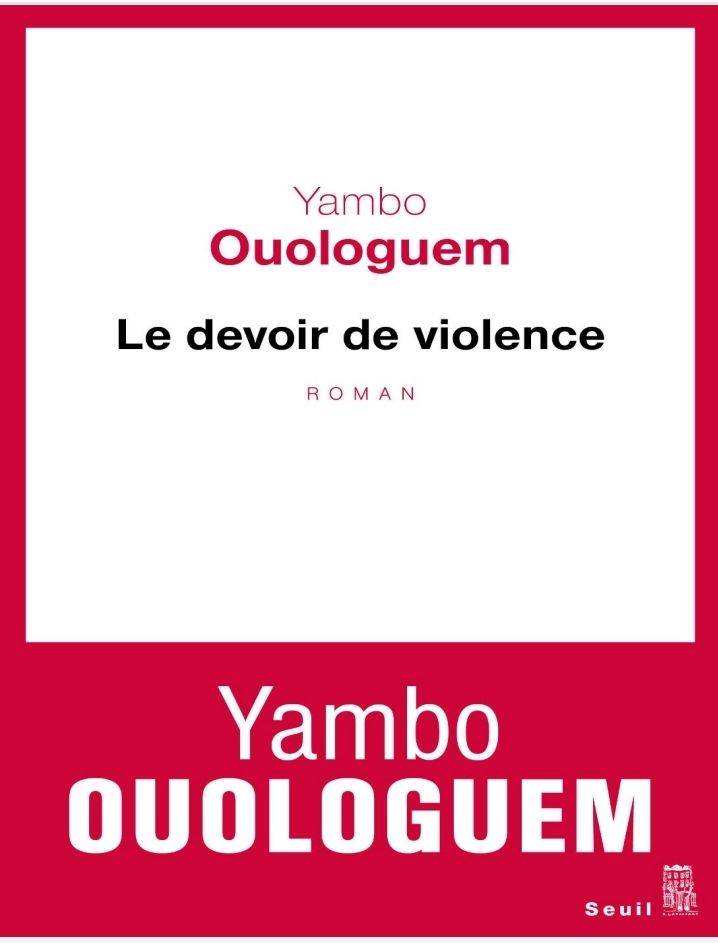 Yambo
Ouologuem
Le devoir de violence
ROMAN
Yambo
OUOLOGUEM
Seuil